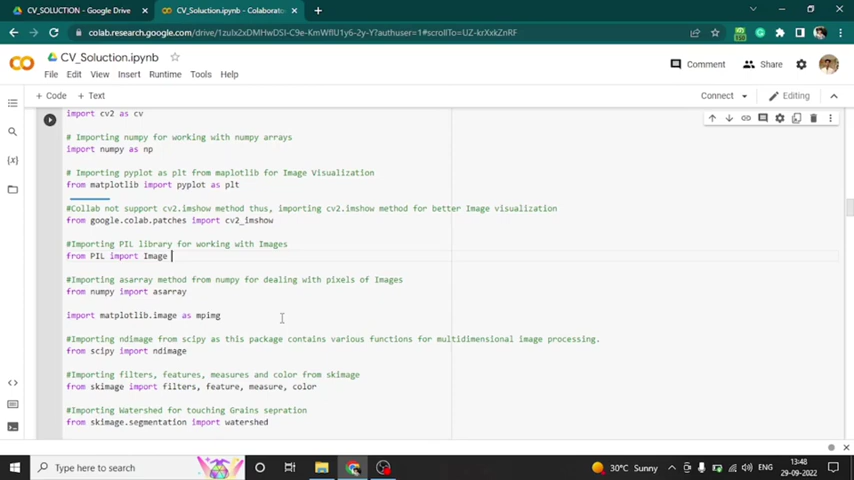 CV_SOLUTION - Google Drive
CV_Soluction.ipynb - Colaborato
colab.research.google.com/drive/1zulx2xDMHwDSI-C9e-KmWflU1y6-2y-Y?authuser=1#scrollTo=UZ-krXxkZnRF
CV_Soluction.ipynb
Comment
Share
File Edit View Insert Runtime Tools Help
+ Code + Text
Connect
Editing
import cv2 as cv
# Importing numpy for working with numpy arrays
import numpy as np
# Importing pyplot as plt from maplotlib for Image Visualization
from matplotlib import pyplot as plt
#Collab not support cv2.imshow method thus, importing cv2.imshow method for better Image visualization
from google.colab.patches import cv2_imshow
#Importing PIL library for working with Images
from PIL import Image
#Importing asarray method from numpy for dealing with pixels of Images
from numpy import asarray
import matplotlib.image as mpimg
#Importing ndimage from scipy as this package contains various functions for multidimensional image processing.
from scipy import ndimage
#Importing filters, features, measures and color from skimage
from skimage import filters, feature, measure, color
#Importing Watershed for touching Grains sepration
from skimage.segmentation import watershed
Type here to search
30°C Sunny
ENG
13:48
29-09-2022